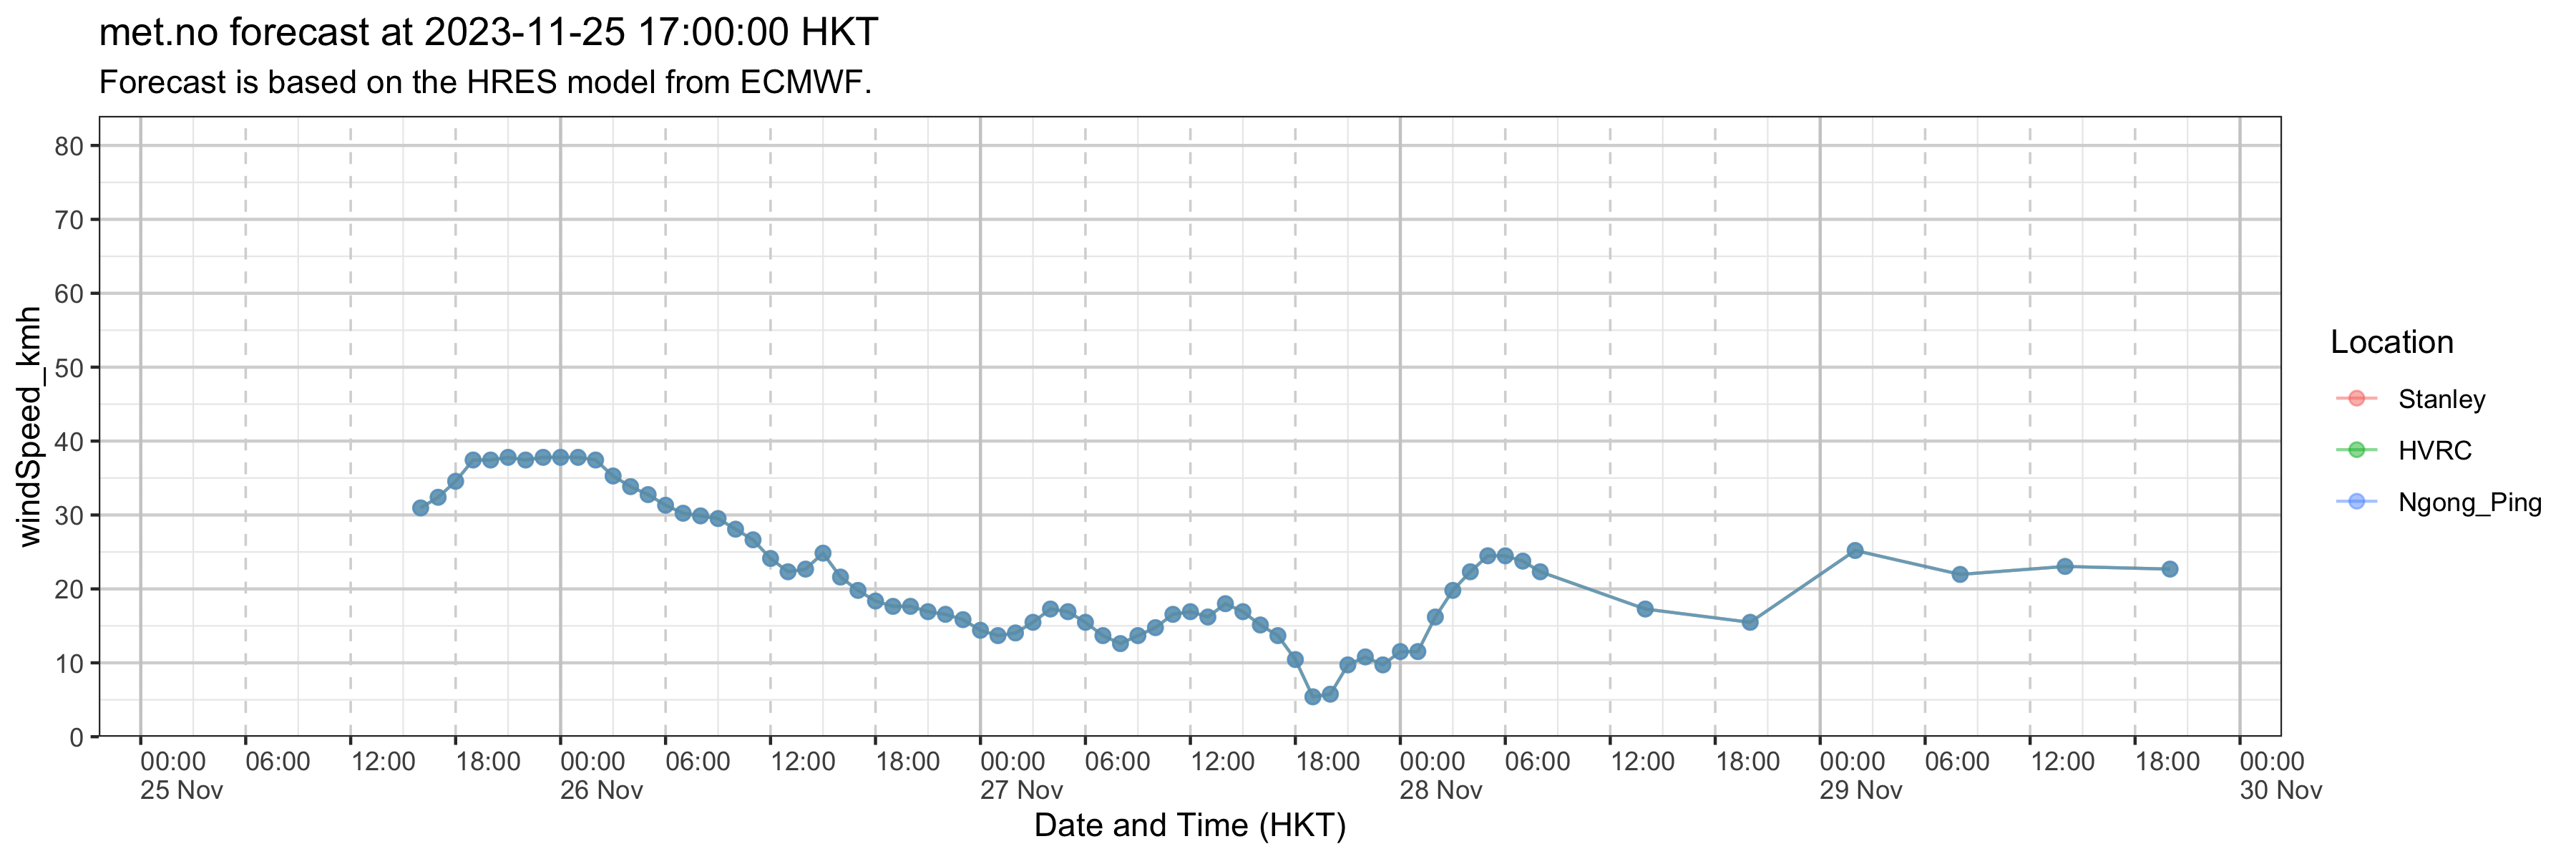 met.no forecast at 2023-11-25 17:00:00 HKT
Forecast is based on the HRES model from ECMWF.
windSpeed_kmh
80
70
60
50
40
30
20
10
0
00:00 06:00 12:00 18:00 00:00 06:00 12:00 18:00 00:00 06:00 12:00 18:00 00:00 06:00 12:00 18:00 00:00 06:00 12:00 18:00 00:00
25 Nov 26 Nov 27 Nov 28 Nov 29 Nov 30 Nov
Date and Time (HKT)
Location
Stanley
HVRC
Ngong_Ping